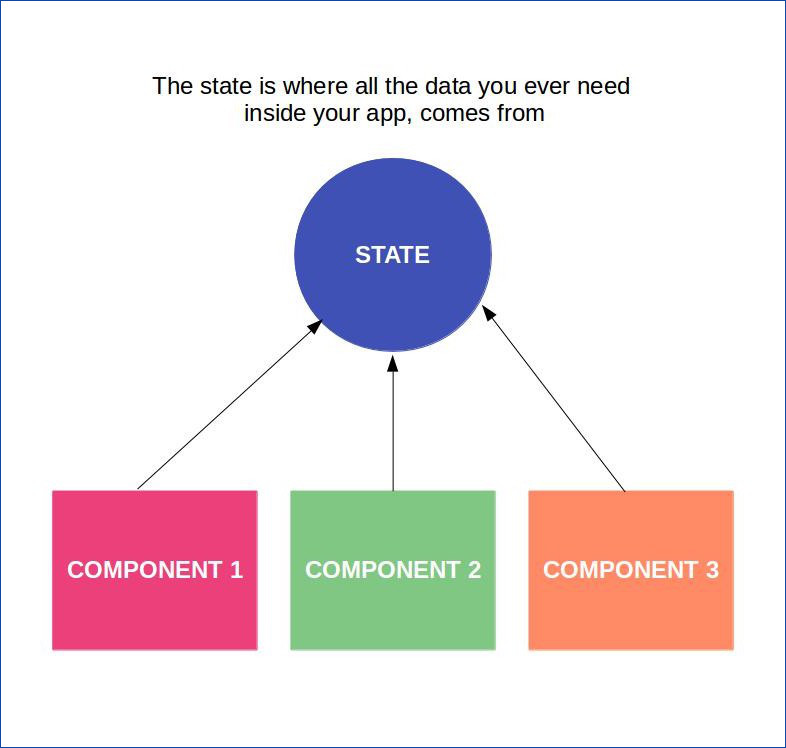 The state is where all the data you ever need
inside your app, comes from
STATE
COMPONENT 1
COMPONENT 2
COMPONENT 3